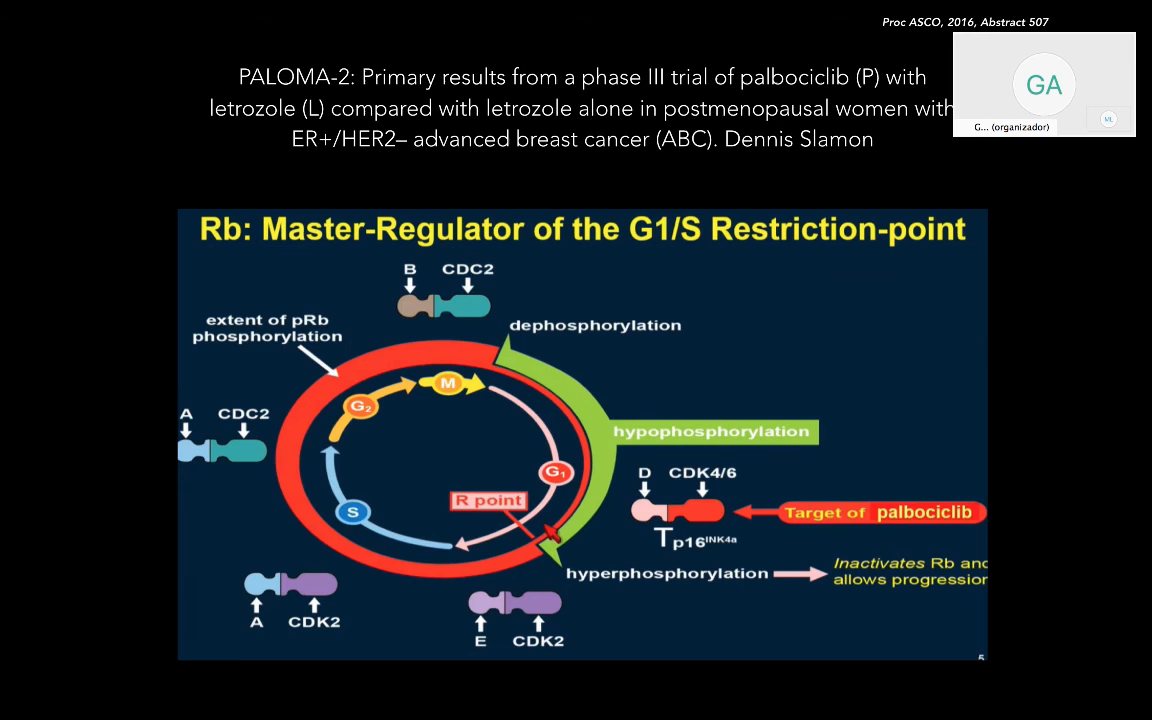 Proc ASCO, 2016, Abstract 507
PALOMA-2: Primary results from a phase III trial of palbociclib (P) with
letrozole (L) compared with letrozole alone in postmenopausal women with
ER+/HER2– advanced breast cancer (ABC). Dennis Slamon
GA
G... (organizador)
ML
Rb: Master-Regulator of the G1/S Restriction-point
B CDC2
extent of pRb
phosphorylation
dephosphorylation
M
G2
A CDC2
hypophosphorylation
G1
D CDK4/6
R point
S
Target of palbociclib
p16INK4a
hyperphosphorylation
Inactivates Rb and
allows progression
A CDK2
E CDK2
5